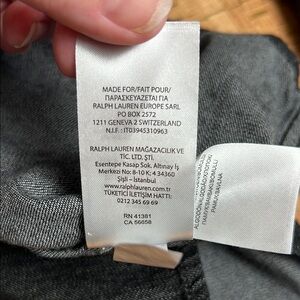 MADE FOR/FAIT POUR/
ΠΑΡΑΣΚΕΥΑΖΕΤΑΙ ΓΙΑ
RALPH LAUREN EUROPE SARL
PO BOX 2572
1211 GENEVA 2 SWITZERLAND
N.I.F.: IT03945310963
RALPH LAUREN MAĞAZACILIK VE
TİC. LTD. ŞTİ.
Esentepe Kasap Sok. Altınay İş
Merkezi No: 8-10 K: 4 34360
Şişli - İstanbul
www.ralphlauren.com
TÜKETİCİ İLETİŞİM HATTI:
0212 345 69 69
RN 41381
CA 56658